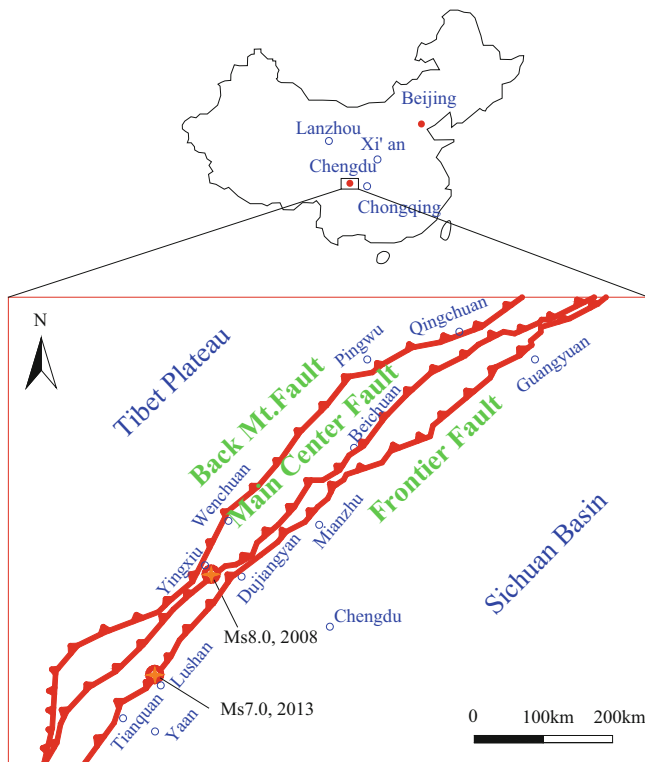 Beijing
Lanzhou
Xi' an
Chengdu
Chongqing
N
Tibet Plateau
Back Mt.Fault
Main Center Fault
Frontier Fault
Sichuan Basin
Pingwu
Qingchuan
Guangyuan
Beichuan
Wenchuan
Mianzhu
Yingxiu
Dujiangyan
Chengdu
Ms8.0, 2008
Lushan
Ms7.0, 2013
Tianquan
Yaan
0 100km 200km